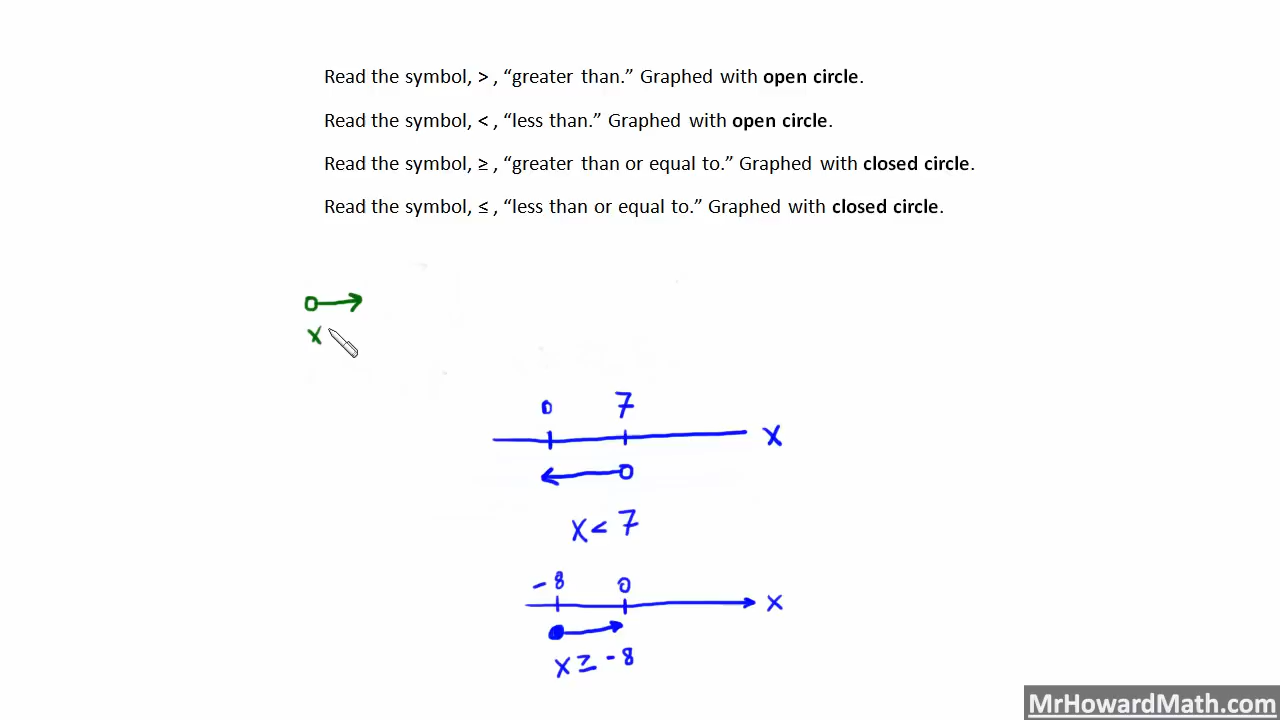 Read the symbol, > , “greater than.” Graphed with open circle.
Read the symbol, < , “less than.” Graphed with open circle.
Read the symbol, ≥ , “greater than or equal to.” Graphed with closed circle.
Read the symbol, ≤ , “less than or equal to.” Graphed with closed circle.
x
0 7
x
x < 7
-8 0
x
x ≥ -8
MrHowardMath.com